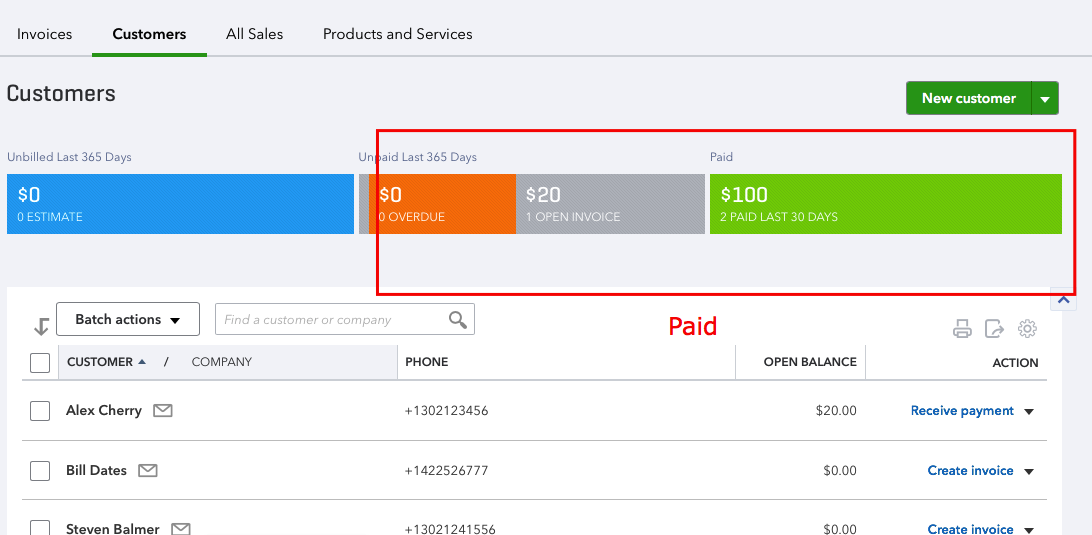 Invoices Customers All Sales Products and Services
Customers
New customer
Unbilled Last 365 Days Unpaid Last 365 Days Paid
$0 $0 $20 $100
0 ESTIMATE 0 OVERDUE 1 OPEN INVOICE 2 PAID LAST 30 DAYS
Batch actions Find a customer or company Paid
CUSTOMER / COMPANY PHONE OPEN BALANCE ACTION
Alex Cherry +1302123456 $20.00 Receive payment
Bill Dates +1422526777 $0.00 Create invoice
Steven Balmer +13021241556 $0.00 Create invoice